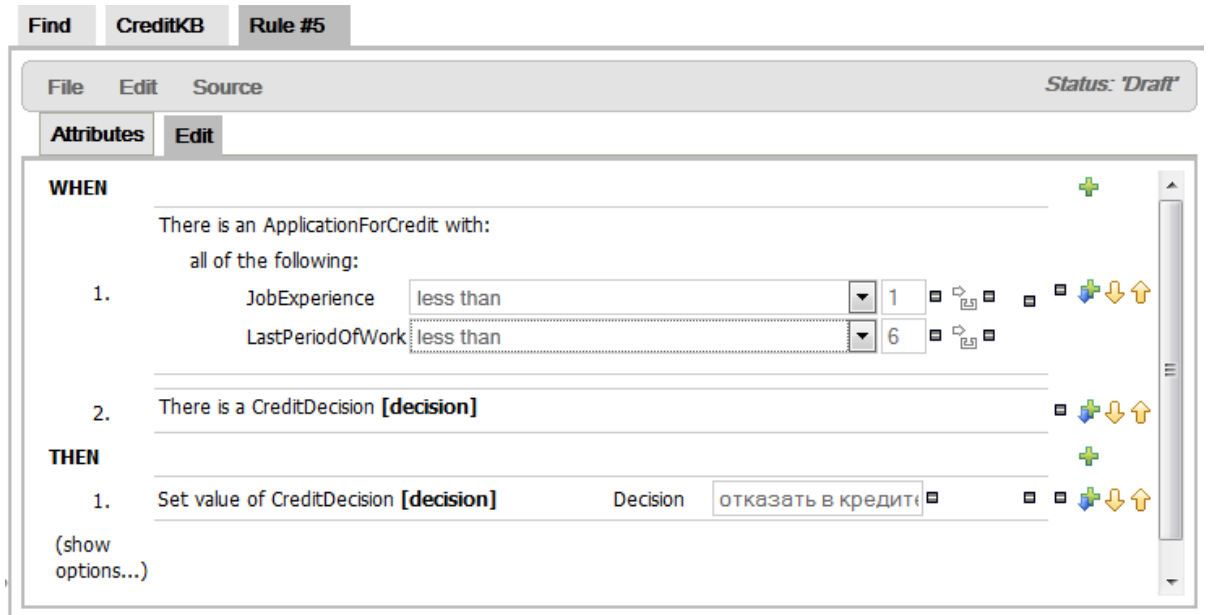 Find CreditKB Rule #5
File Edit Source Status: 'Draft'
Attributes Edit
WHEN
There is an ApplicationForCredit with:
all of the following:
1.
JobExperience less than 1
LastPeriodOfWork less than 6
2. There is a CreditDecision [decision]
THEN
1. Set value of CreditDecision [decision] Decision отказать в кредите
(show
options...)